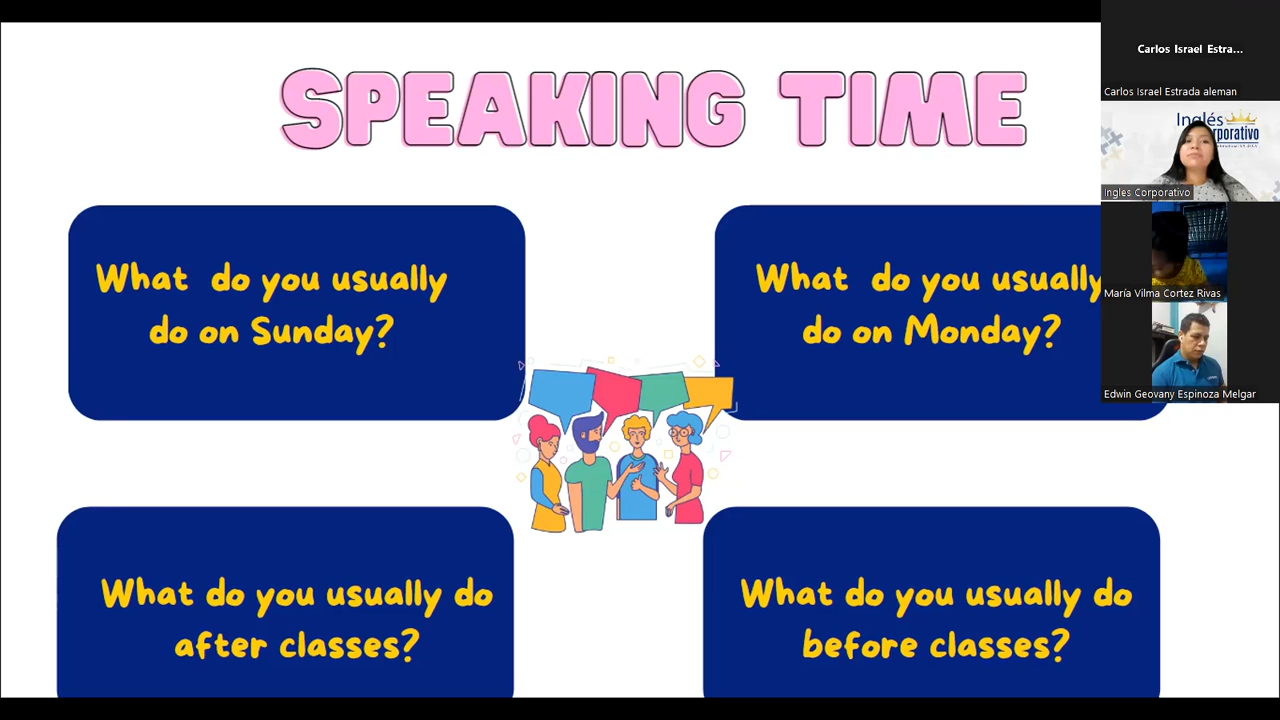 SPEAKING TIME
What do you usually
do on Sunday?
What do you usually
do on Monday?
What do you usually do
after classes?
What do you usually do
before classes?
Carlos Israel Estra...
Carlos Israel Estrada aleman
Inglés
Corporativo
Ingles Corporativo
María Vilma Cortez Rivas
Edwin Geovany Espinoza Melgar